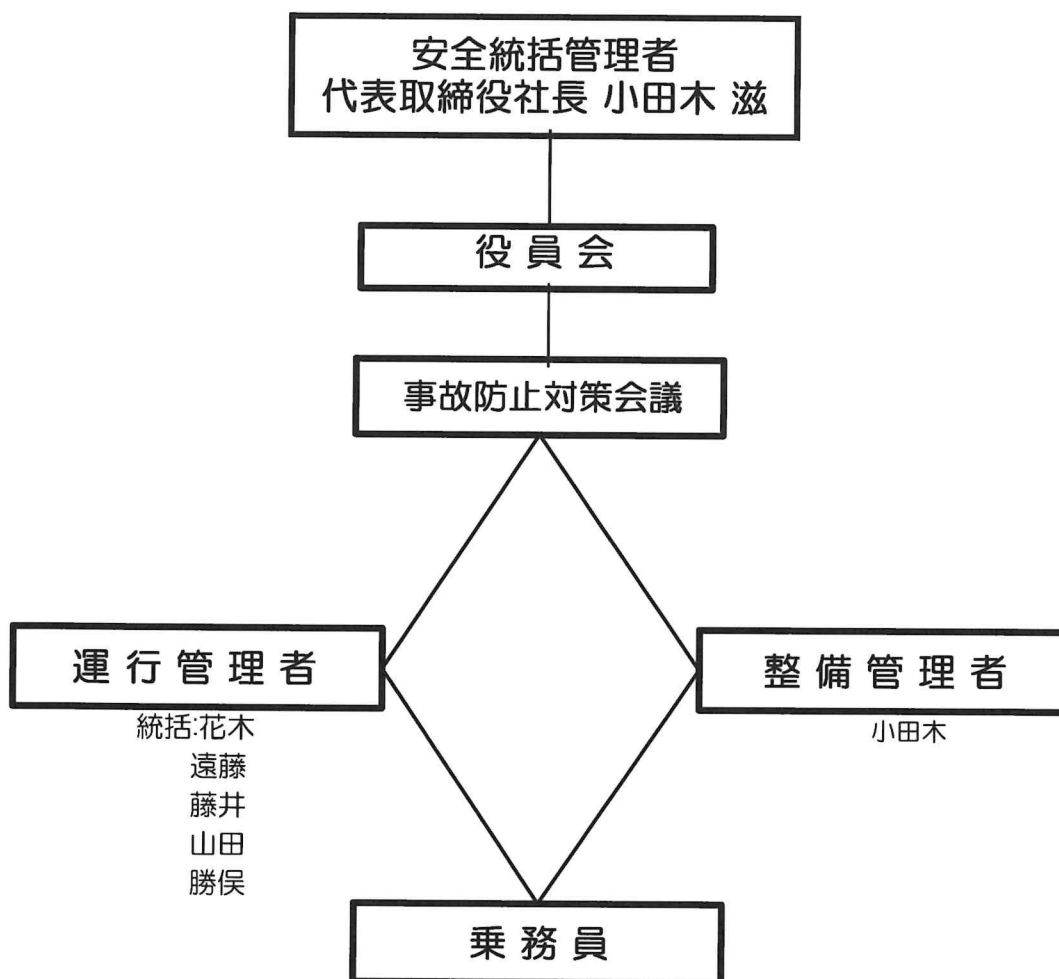 安全統括管理者
代表取締役社長 小田木 滋
役員会
事故防止対策会議
運行管理者
整備管理者
統括:花木
小田木
遠藤
藤井
山田
勝俣
乗務員